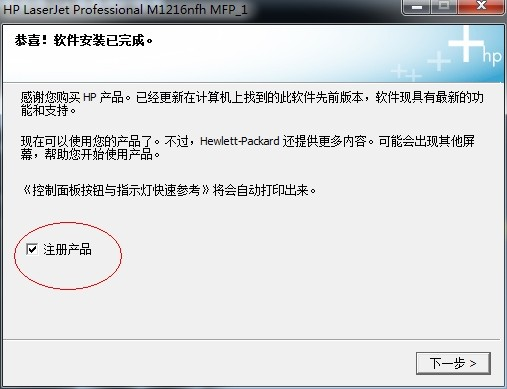 HP LaserJet Professional M1216nfh MFP_1
恭喜！软件安装已完成。
hp
感谢您购买 HP 产品。已经更新在计算机上找到的此软件先前版本，软件现具有最新的功
能和支持。
现在可以使用您的产品了。不过，Hewlett-Packard 还提供更多内容。可能会出现其他屏
幕，帮助您开始使用产品。
《控制面板按钮与指示灯快速参考》将会自动打印出来。
注册产品
下一步 >